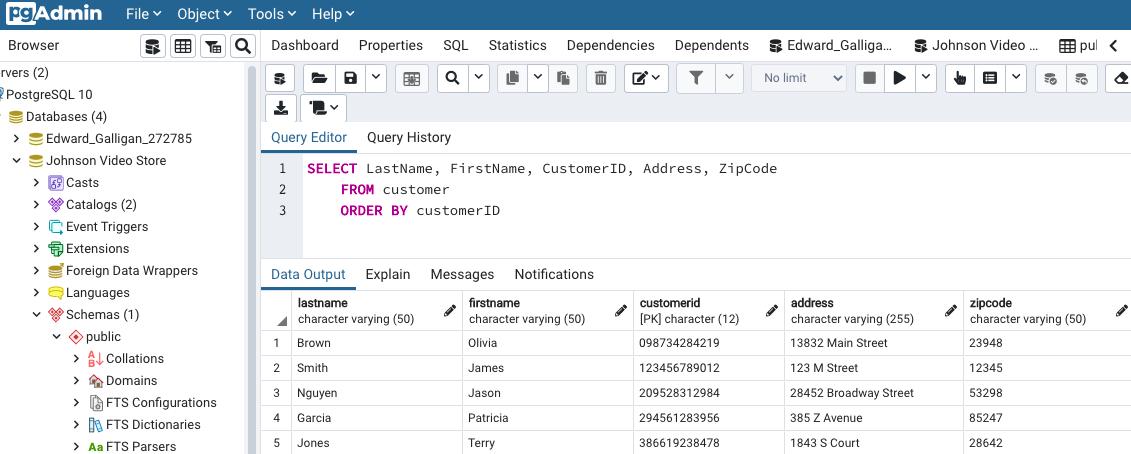 pgAdmin File Object Tools Help
Browser
Dashboard Properties SQL Statistics Dependencies Dependents Edward_Galliga... Johnson Video ...
rvers (2)
PostgreSQL 10
Databases (4)
Edward_Galligan_272785
Johnson Video Store
Casts
Catalogs (2)
Event Triggers
Extensions
Foreign Data Wrappers
Languages
Schemas (1)
public
Collations
Domains
FTS Configurations
FTS Dictionaries
Aa FTS Parsers
No limit
Query Editor Query History
1 SELECT LastName, FirstName, CustomerID, Address, ZipCode
2 FROM customer
3 ORDER BY customerID
Data Output Explain Messages Notifications
lastname firstname customerid address zipcode
character varying (50) character varying (50) [PK] character (12) character varying (255) character varying (50)
1 Brown Olivia 098734284219 13832 Main Street 23948
2 Smith James 123456789012 123 M Street 12345
3 Nguyen Jason 209528312984 28452 Broadway Street 53298
4 Garcia Patricia 294561283956 385 Z Avenue 85247
5 Jones Terry 386619238478 1843 S Court 28642